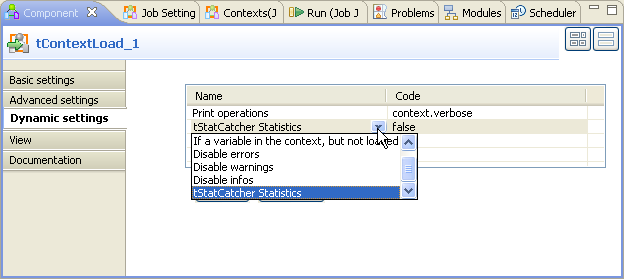 Component
Job Setting
Contexts(J
Run (Job J
Problems
Modules
Scheduler
tContextLoad_1
Basic settings
Advanced settings
Dynamic settings
View
Documentation
Name Code
Print operations context.verbose
tStatCatcher Statistics false
If a variable in the context, but not loaded
Disable errors
Disable warnings
Disable infos
tStatCatcher Statistics